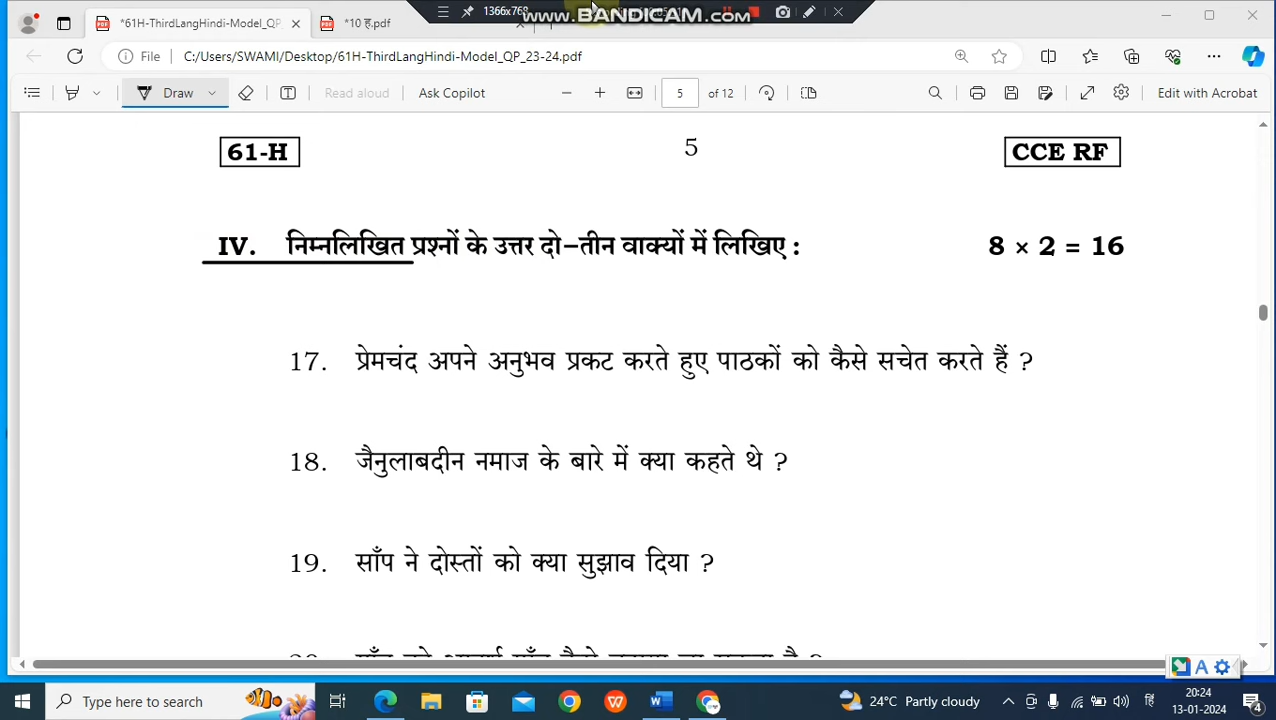 1366x768
www.BANDICAM.com
*61H-ThirdLangHindi-Model_QP_
*10 ह.pdf
File
C:/Users/SWAMI/Desktop/61H-ThirdLangHindi-Model_QP_23-24.pdf
Draw
Read aloud
Ask Copilot
5 of 12
Edit with Acrobat
61-H
5
CCE RF
IV. निम्नलिखित प्रश्नों के उत्तर दो–तीन वाक्यों में लिखिए : 8 × 2 = 16
17. प्रेमचंद अपने अनुभव प्रकट करते हुए पाठकों को कैसे सचेत करते हैं ?
18. जैनुलाबदीन नमाज के बारे में क्या कहते थे ?
19. साँप ने दोस्तों को क्या सुझाव दिया ?
A
Type here to search
24°C Partly cloudy
हि
20:24
13-01-2024
4